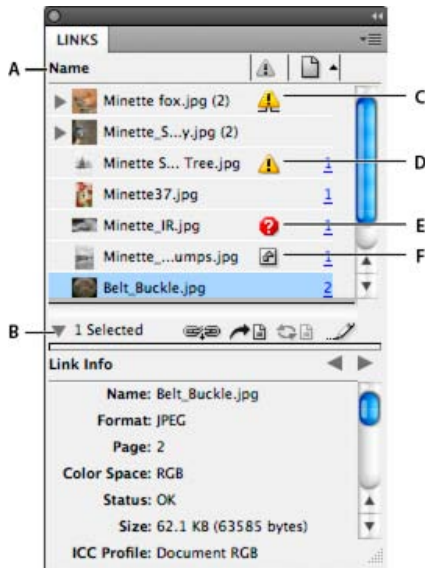 LINKS
A Name
Minette fox.jpg (2) C
Minette_S...y.jpg (2)
Minette S... Tree.jpg D 1
Minette37.jpg 1
Minette_IR.jpg 1 E
Minette_...umps.jpg 1 F
Belt_Buckle.jpg 2
B 1 Selected
Link Info
Name: Belt_Buckle.jpg
Format: JPEG
Page: 2
Color Space: RGB
Status: OK
Size: 62.1 KB (63585 bytes)
ICC Profile: Document RGB